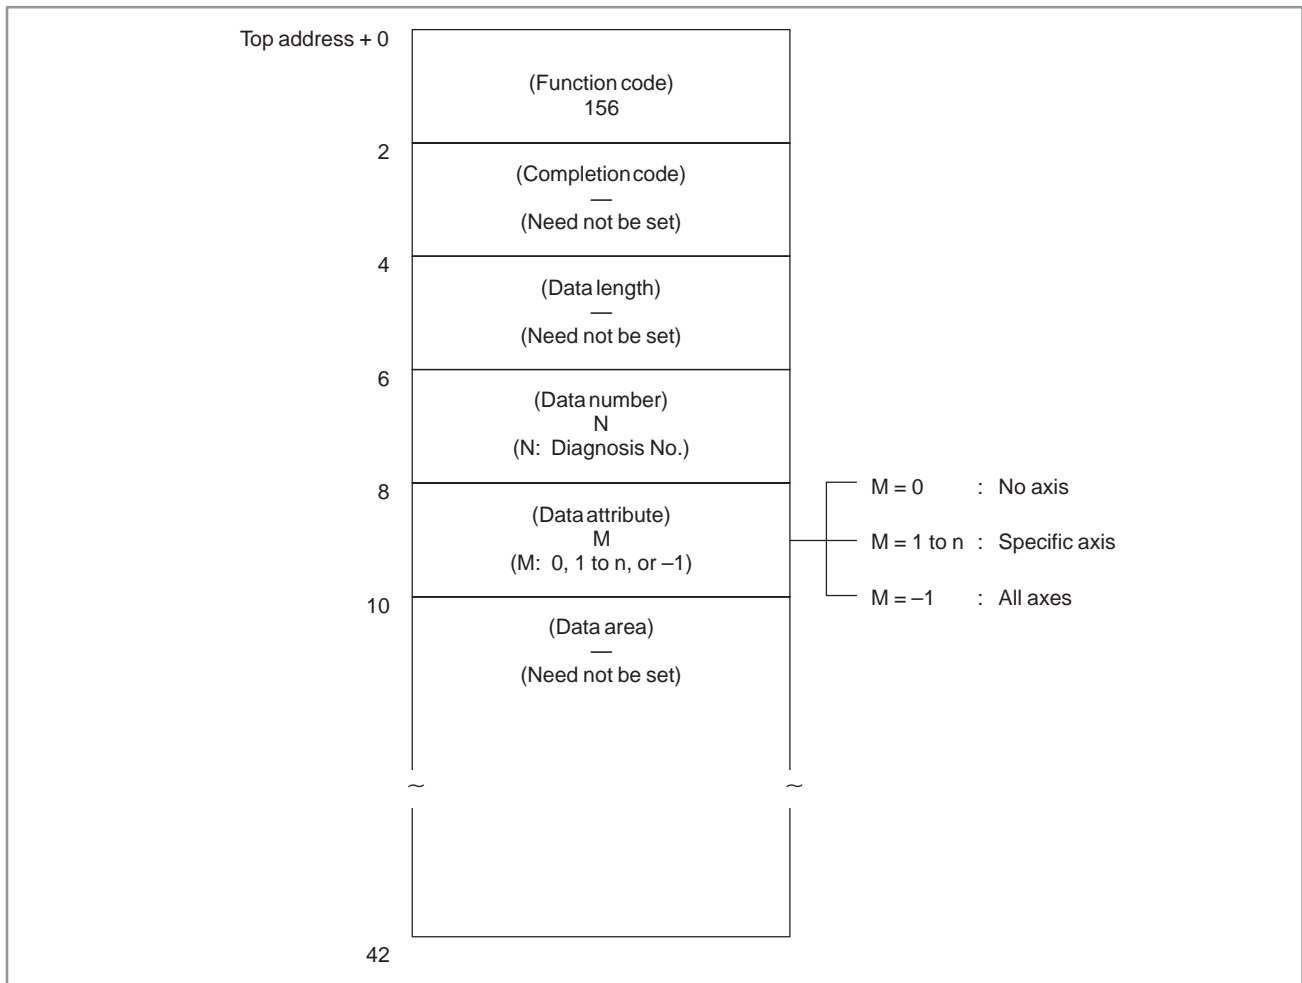 Top address + 0
(Function code)
156
2
(Completion code)
—
(Need not be set)
4
(Data length)
—
(Need not be set)
6
(Data number)
N
(N: Diagnosis No.)
8
(Data attribute)
M
(M: 0, 1 to n, or –1)
M = 0 : No axis
M = 1 to n : Specific axis
M = –1 : All axes
10
(Data area)
—
(Need not be set)
~ ~
42